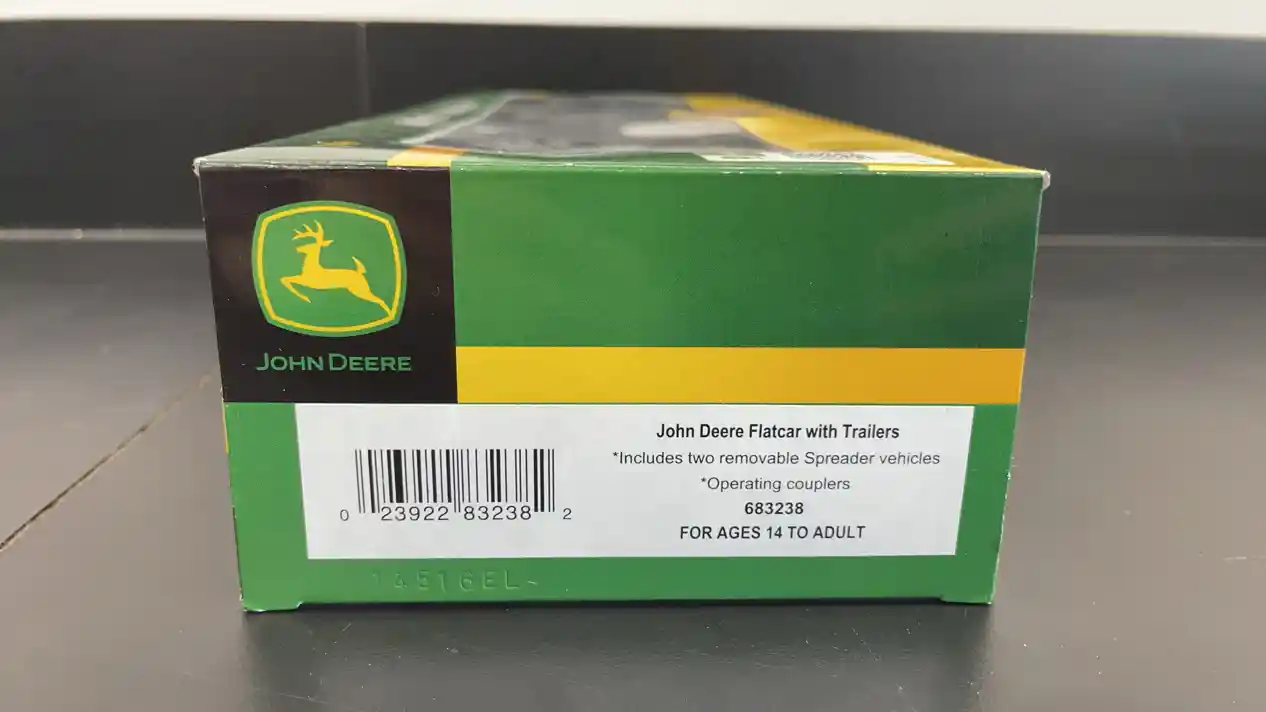 JOHN DEERE
John Deere Flatcar with Trailers
*Includes two removable Spreader vehicles
*Operating couplers
683238
FOR AGES 14 TO ADULT
0 23922 83238 2
14516EL-